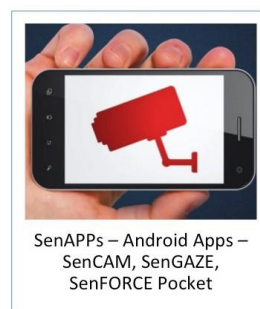 SenAPPs – Android Apps –
SenCAM, SenGAZE,
SenFORCE Pocket